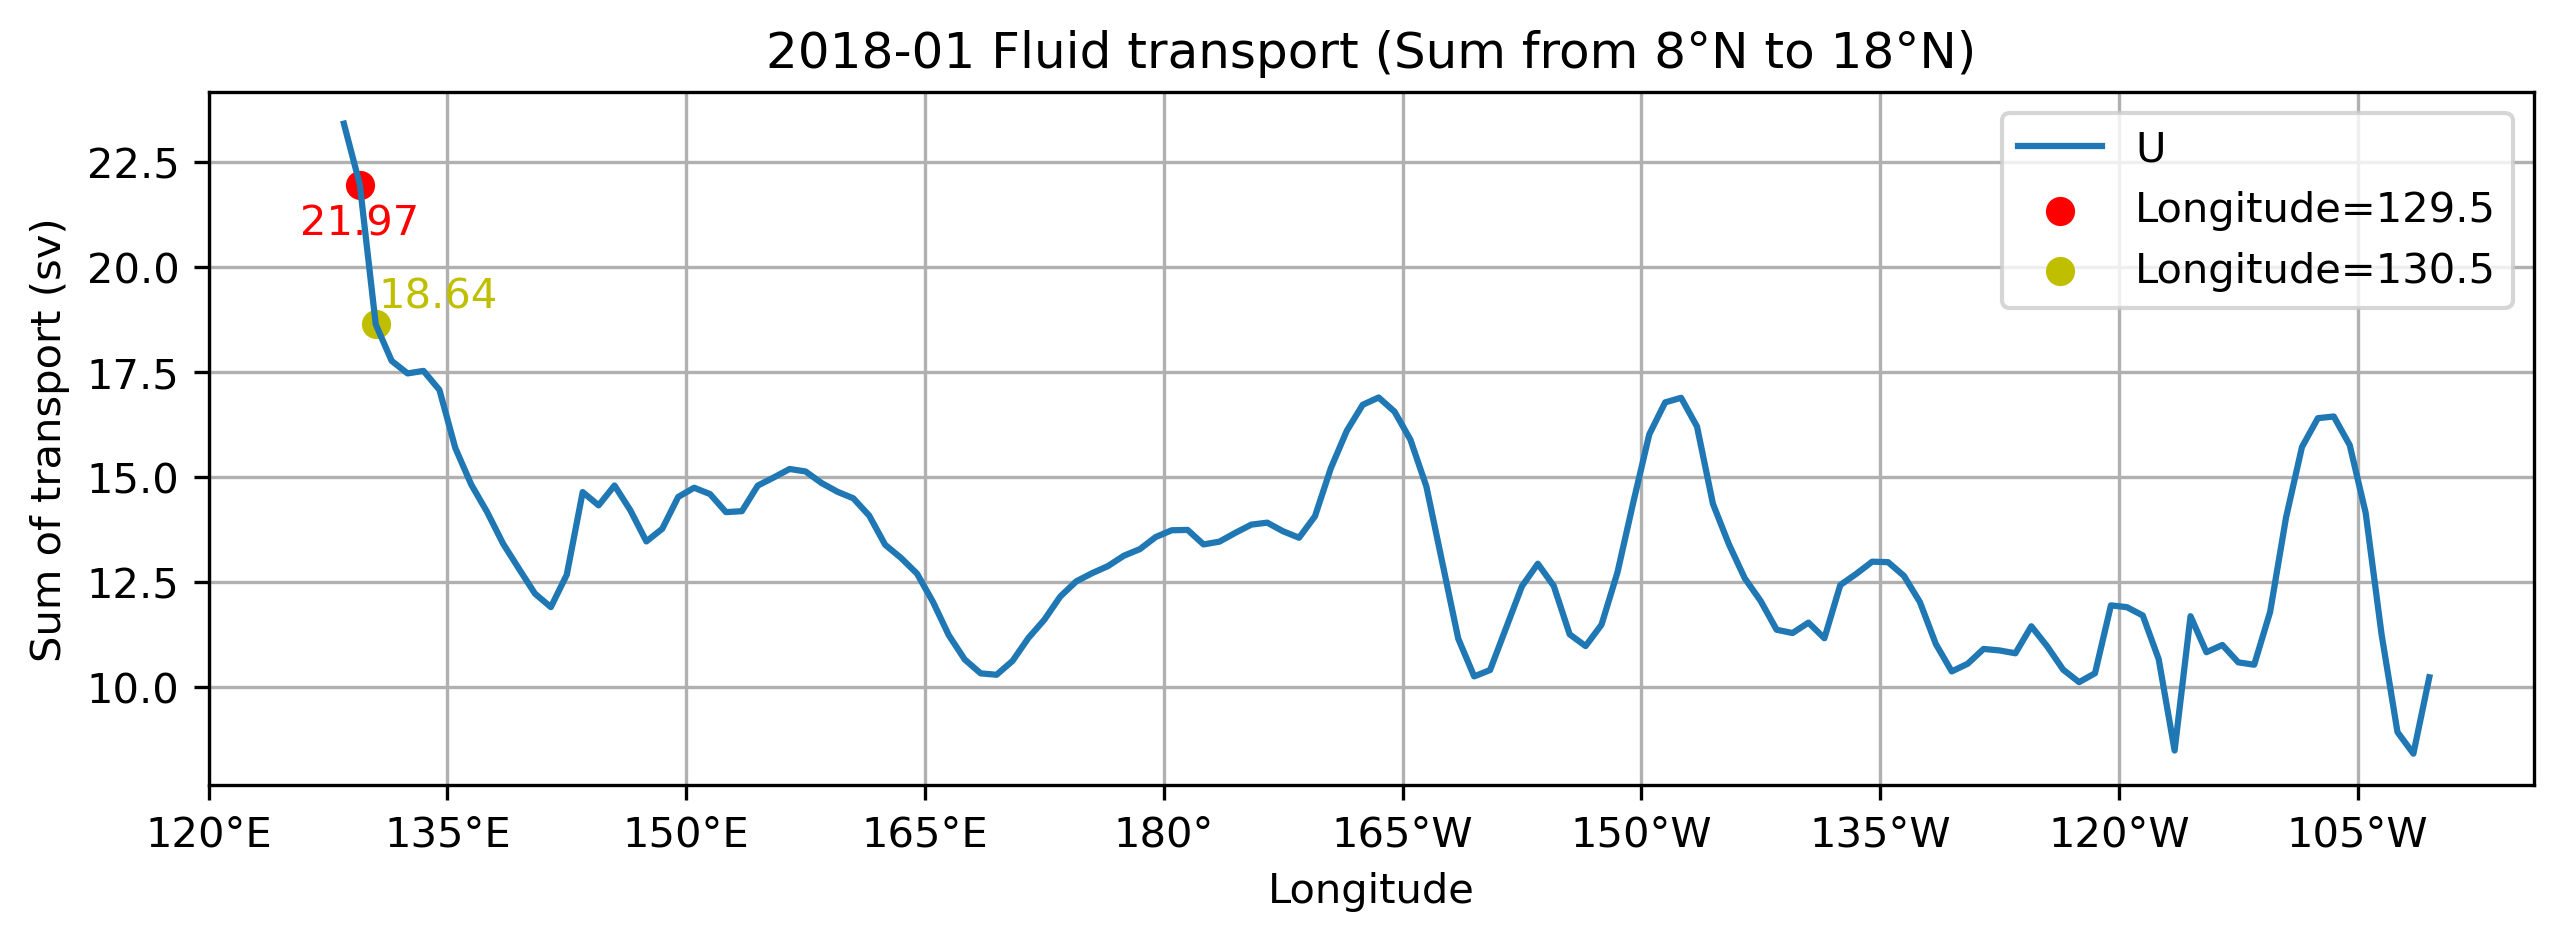 2018-01 Fluid transport (Sum from 8°N to 18°N)
Sum of transport (sv)
22.5
20.0
17.5
15.0
12.5
10.0
21.97
18.64
U
Longitude=129.5
Longitude=130.5
120°E 135°E 150°E 165°E 180° 165°W 150°W 135°W 120°W 105°W
Longitude